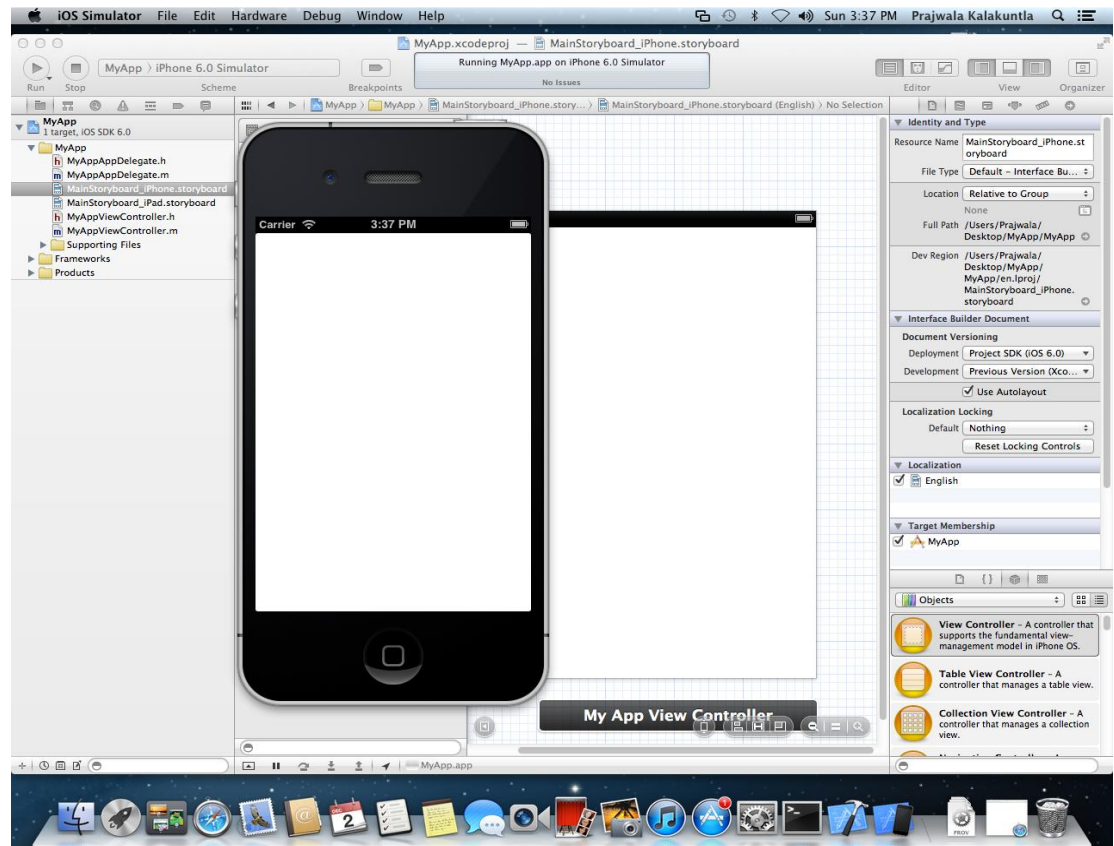 iOS Simulator File Edit Hardware Debug Window Help Sun 3:37 PM Prajwala Kalakuntla
MyApp.xcodeproj — MainStoryboard_iPhone.storyboard
MyApp 〉 iPhone 6.0 Simulator
Running MyApp.app on iPhone 6.0 Simulator
No Issues
Run Stop Scheme Breakpoints Editor View Organizer
MyApp 〉 MyApp 〉 MainStoryboard_iPhone.story... 〉 MainStoryboard_iPhone.storyboard (English) 〉 No Selection
MyApp
1 target, iOS SDK 6.0
MyApp
MyAppAppDelegate.h
MyAppAppDelegate.m
MainStoryboard_iPhone.storyboard
MainStoryboard_iPad.storyboard
MyAppViewController.h
MyAppViewController.m
Supporting Files
Frameworks
Products
Carrier 3:37 PM
My App View Controller
MyApp.app
Identity and Type
Resource Name MainStoryboard_iPhone.st
oryboard
File Type Default – Interface Bu...
Location Relative to Group
None
Full Path /Users/Prajwala/
Desktop/MyApp/MyApp
Dev Region /Users/Prajwala/
Desktop/MyApp/
MyApp/en.lproj/
MainStoryboard_iPhone.
storyboard
Interface Builder Document
Document Versioning
Deployment Project SDK (iOS 6.0)
Development Previous Version (Xco...
Use Autolayout
Localization Locking
Default Nothing
Reset Locking Controls
Localization
English
Target Membership
MyApp
{}
Objects
View Controller – A controller that
supports the fundamental view-
management model in iPhone OS.
Table View Controller – A
controller that manages a table view.
Collection View Controller – A
controller that manages a collection
view.
DEC
2
PROV